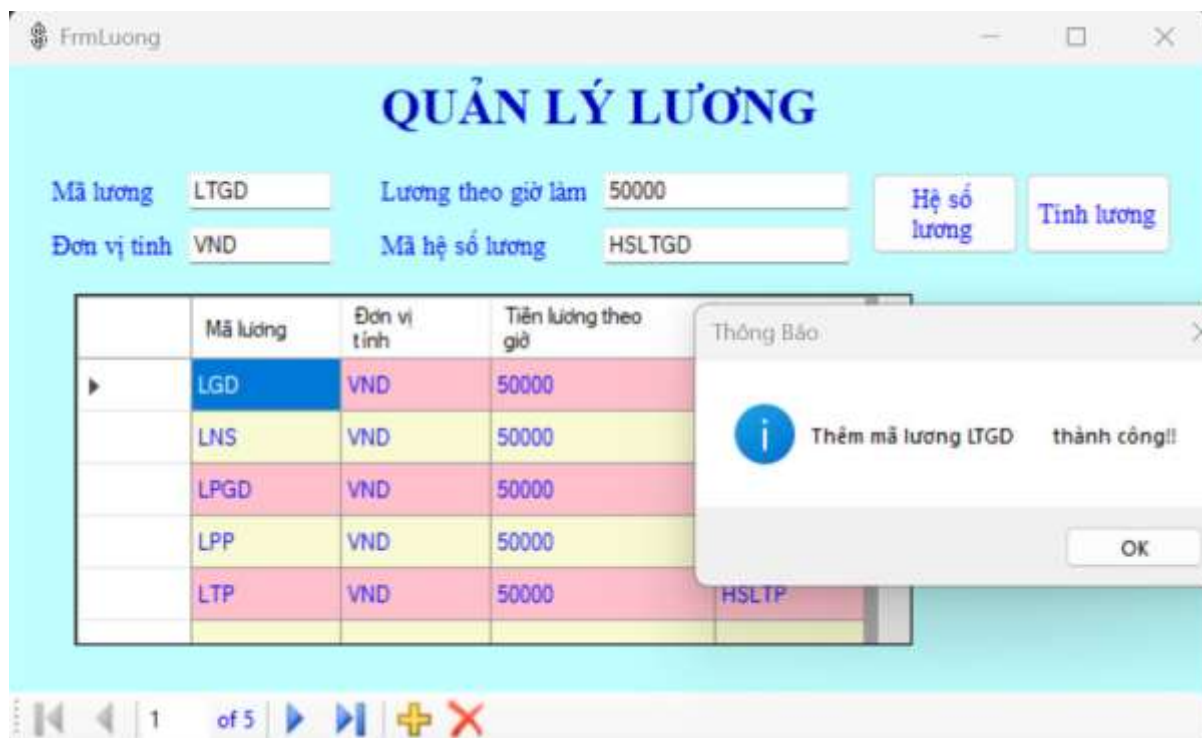 FrmLuong
QUẢN LÝ LƯƠNG
Mã lương LTGD Lương theo giờ làm 50000
Hệ số lương
Tính lương
Đơn vị tính VND Mã hệ số lương HSLTGD
Mã lương Đơn vị tính Tiền lương theo giờ
LGD VND 50000
LNS VND 50000
LPGD VND 50000
LPP VND 50000
LTP VND 50000 HSLTP
Thông Báo
Thêm mã lương LTGD thành công!!
OK
1 of 5